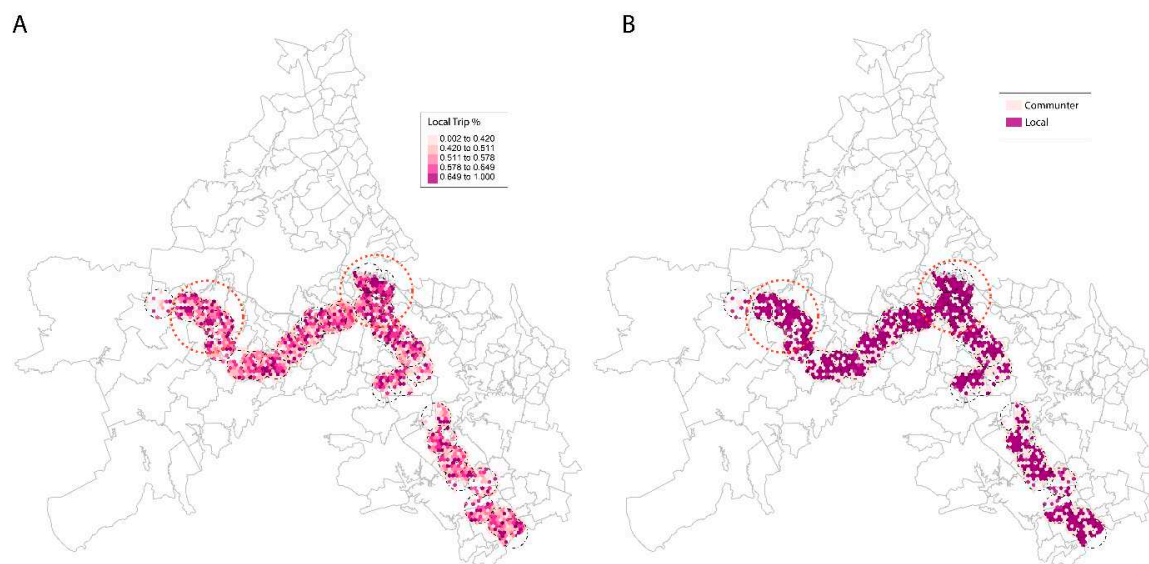 A
B
Local Trip %
0.002 to 0.420
0.420 to 0.511
0.511 to 0.578
0.578 to 0.649
0.649 to 1.000
Communter
Local